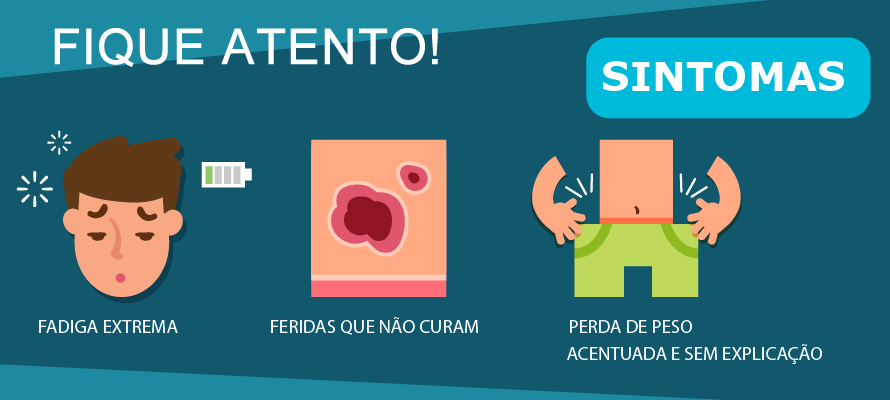 FIQUE ATENTO!
SINTOMAS
FADIGA EXTREMA
FERIDAS QUE NÃO CURAM
PERDA DE PESO
ACENTUADA E SEM EXPLICAÇÃO